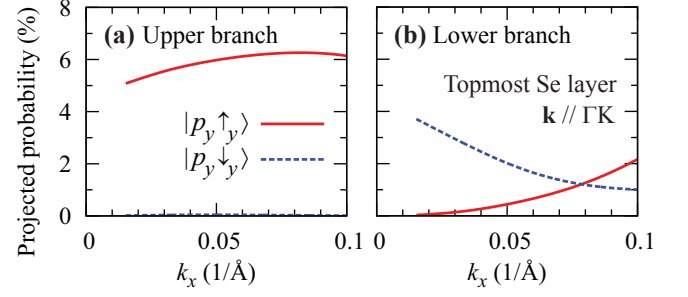 Projected probability (%)
8
6
4
2
0
(a) Upper branch
|p_y ↑_y⟩
|p_y ↓_y⟩
0
0.05
0.1
k_x (1/Å)
(b) Lower branch
Topmost Se layer
k // ΓK
0
0.05
0.1
k_x (1/Å)